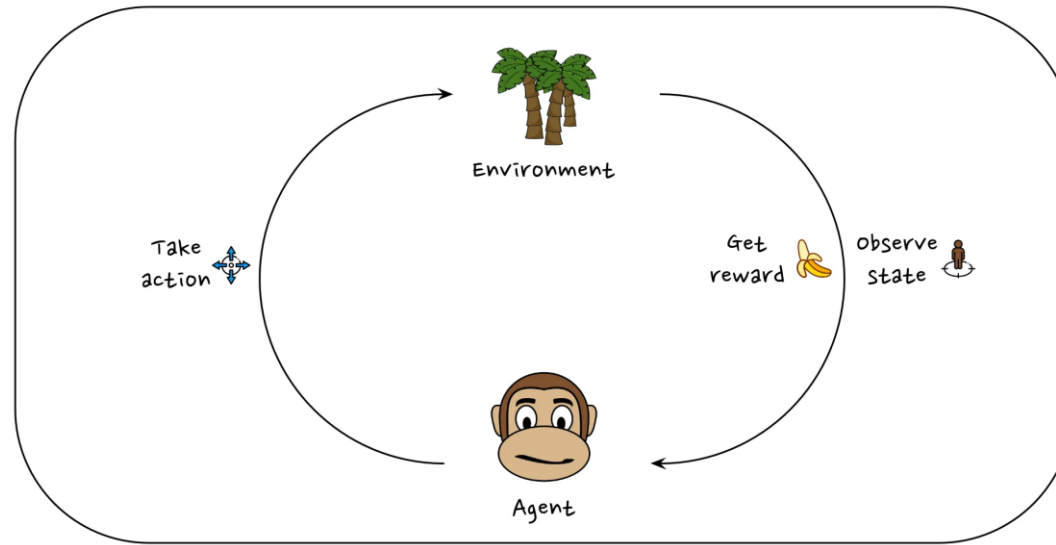 Environment
Take
action
Get
reward
Observe
state
Agent